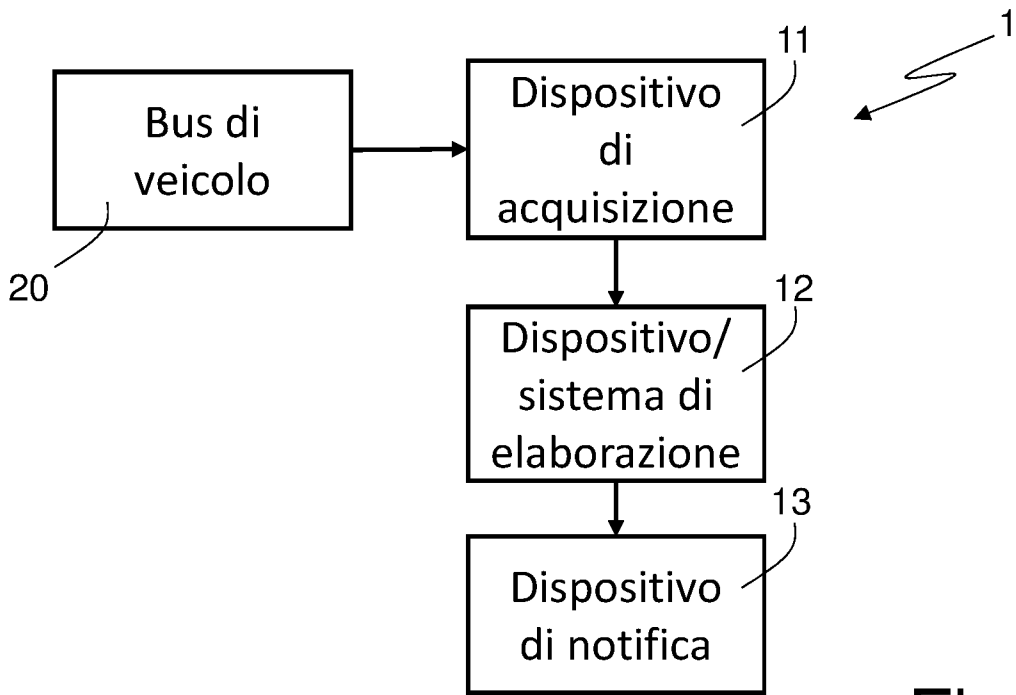 1
11
Dispositivo
di
acquisizione
Bus di
veicolo
20
12
Dispositivo/
sistema di
elaborazione
13
Dispositivo
di notifica